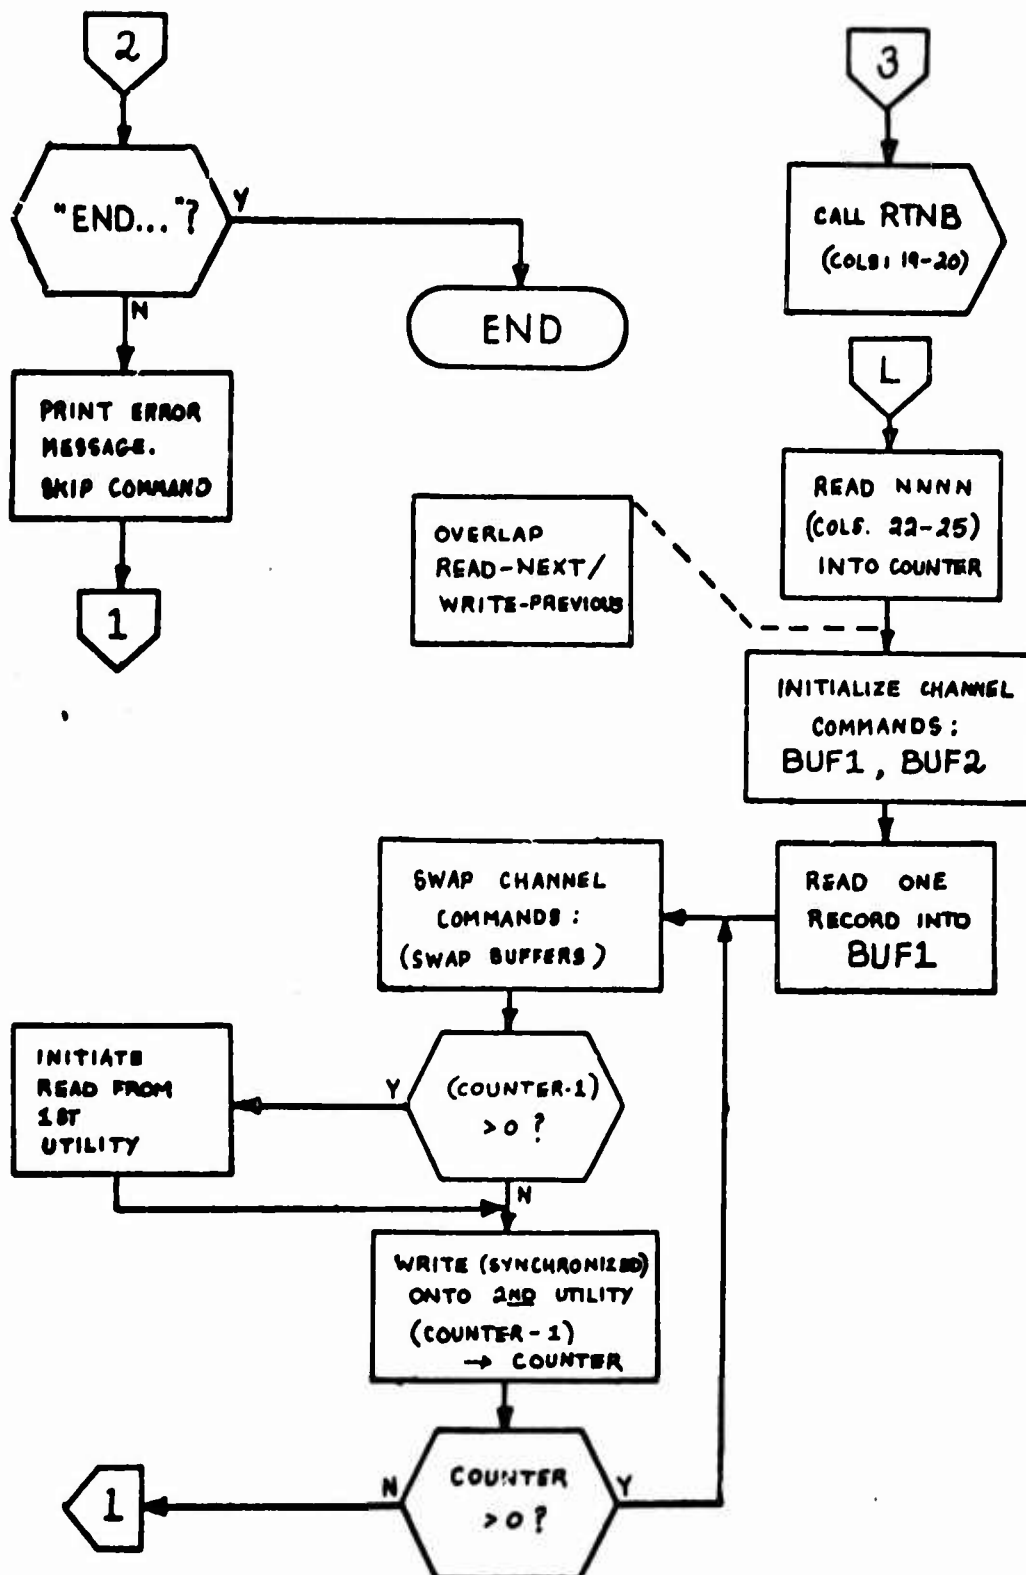 2
"END..."?
Y
N
END
PRINT ERROR
MESSAGE.
SKIP COMMAND
1
3
CALL RTNB
(COLS: 19-20)
L
READ NNNN
(COLS. 22-25)
INTO COUNTER
OVERLAP
READ-NEXT/
WRITE-PREVIOUS
INITIALIZE CHANNEL
COMMANDS:
BUF1, BUF2
READ ONE
RECORD INTO
BUF1
SWAP CHANNEL
COMMANDS:
(SWAP BUFFERS)
(COUNTER-1)
>0?
Y
N
INITIATE
READ FROM
1ST
UTILITY
WRITE (SYNCHRONIZED)
ONTO 2ND UTILITY
(COUNTER-1)
→ COUNTER
COUNTER
>0?
N
Y
1